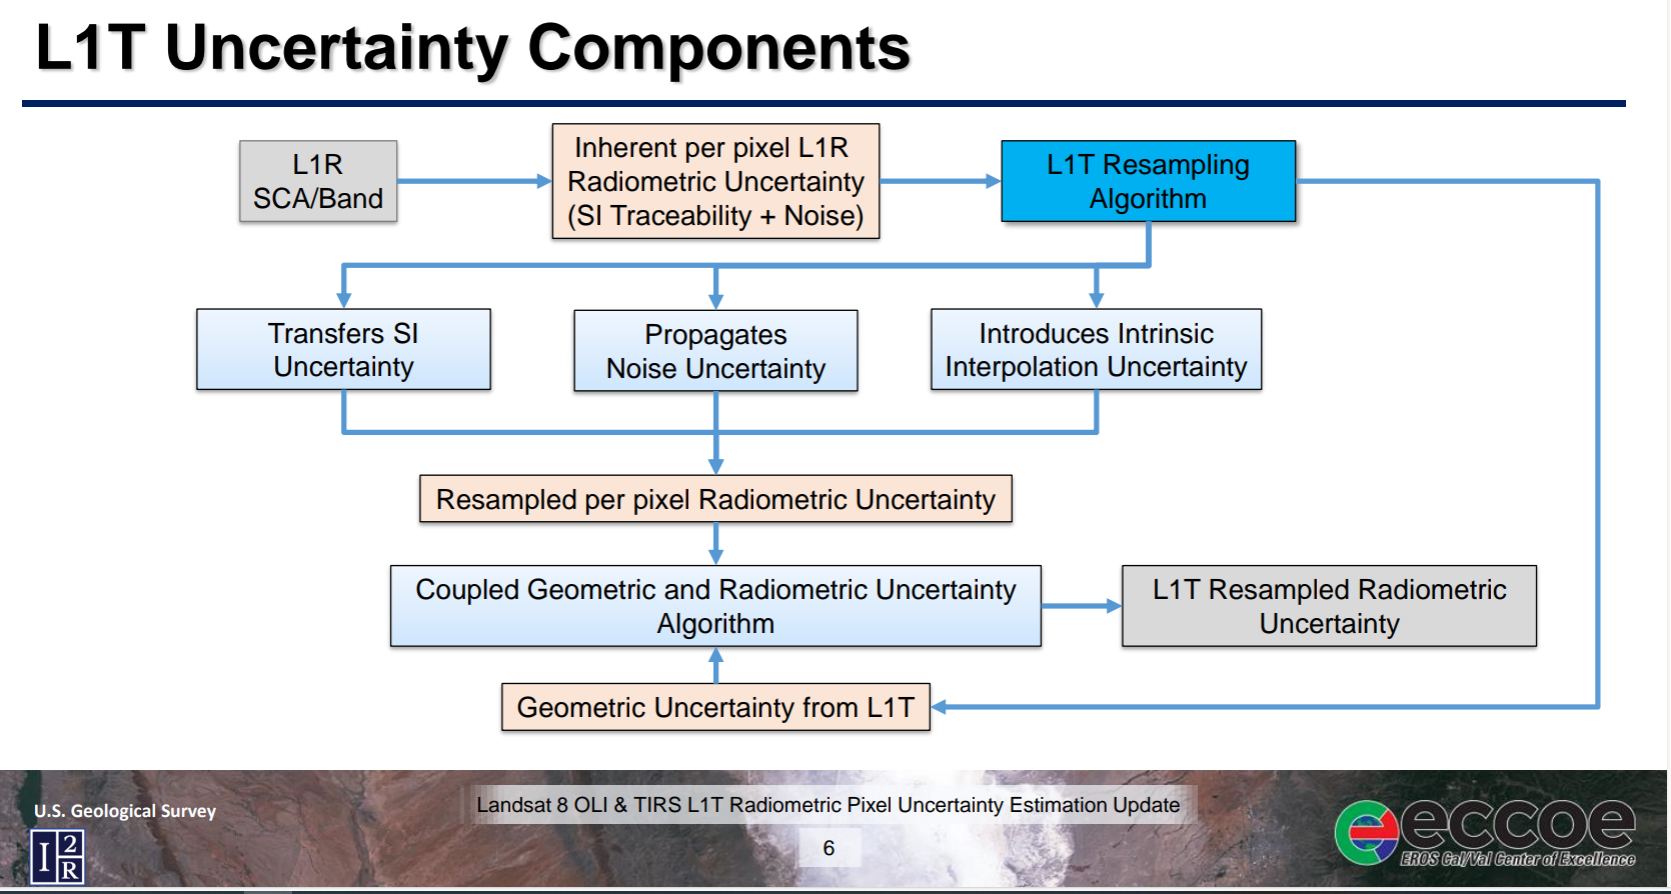 L1T Uncertainty Components
L1R
SCA/Band
Inherent per pixel L1R
Radiometric Uncertainty
(SI Traceability + Noise)
L1T Resampling
Algorithm
Transfers SI
Uncertainty
Propagates
Noise Uncertainty
Introduces Intrinsic
Interpolation Uncertainty
Resampled per pixel Radiometric Uncertainty
Coupled Geometric and Radiometric Uncertainty
Algorithm
L1T Resampled Radiometric
Uncertainty
Geometric Uncertainty from L1T
U.S. Geological Survey
I2R
Landsat 8 OLI & TIRS L1T Radiometric Pixel Uncertainty Estimation Update
6
eccoe
EROS Cal/Val Center of Excellence